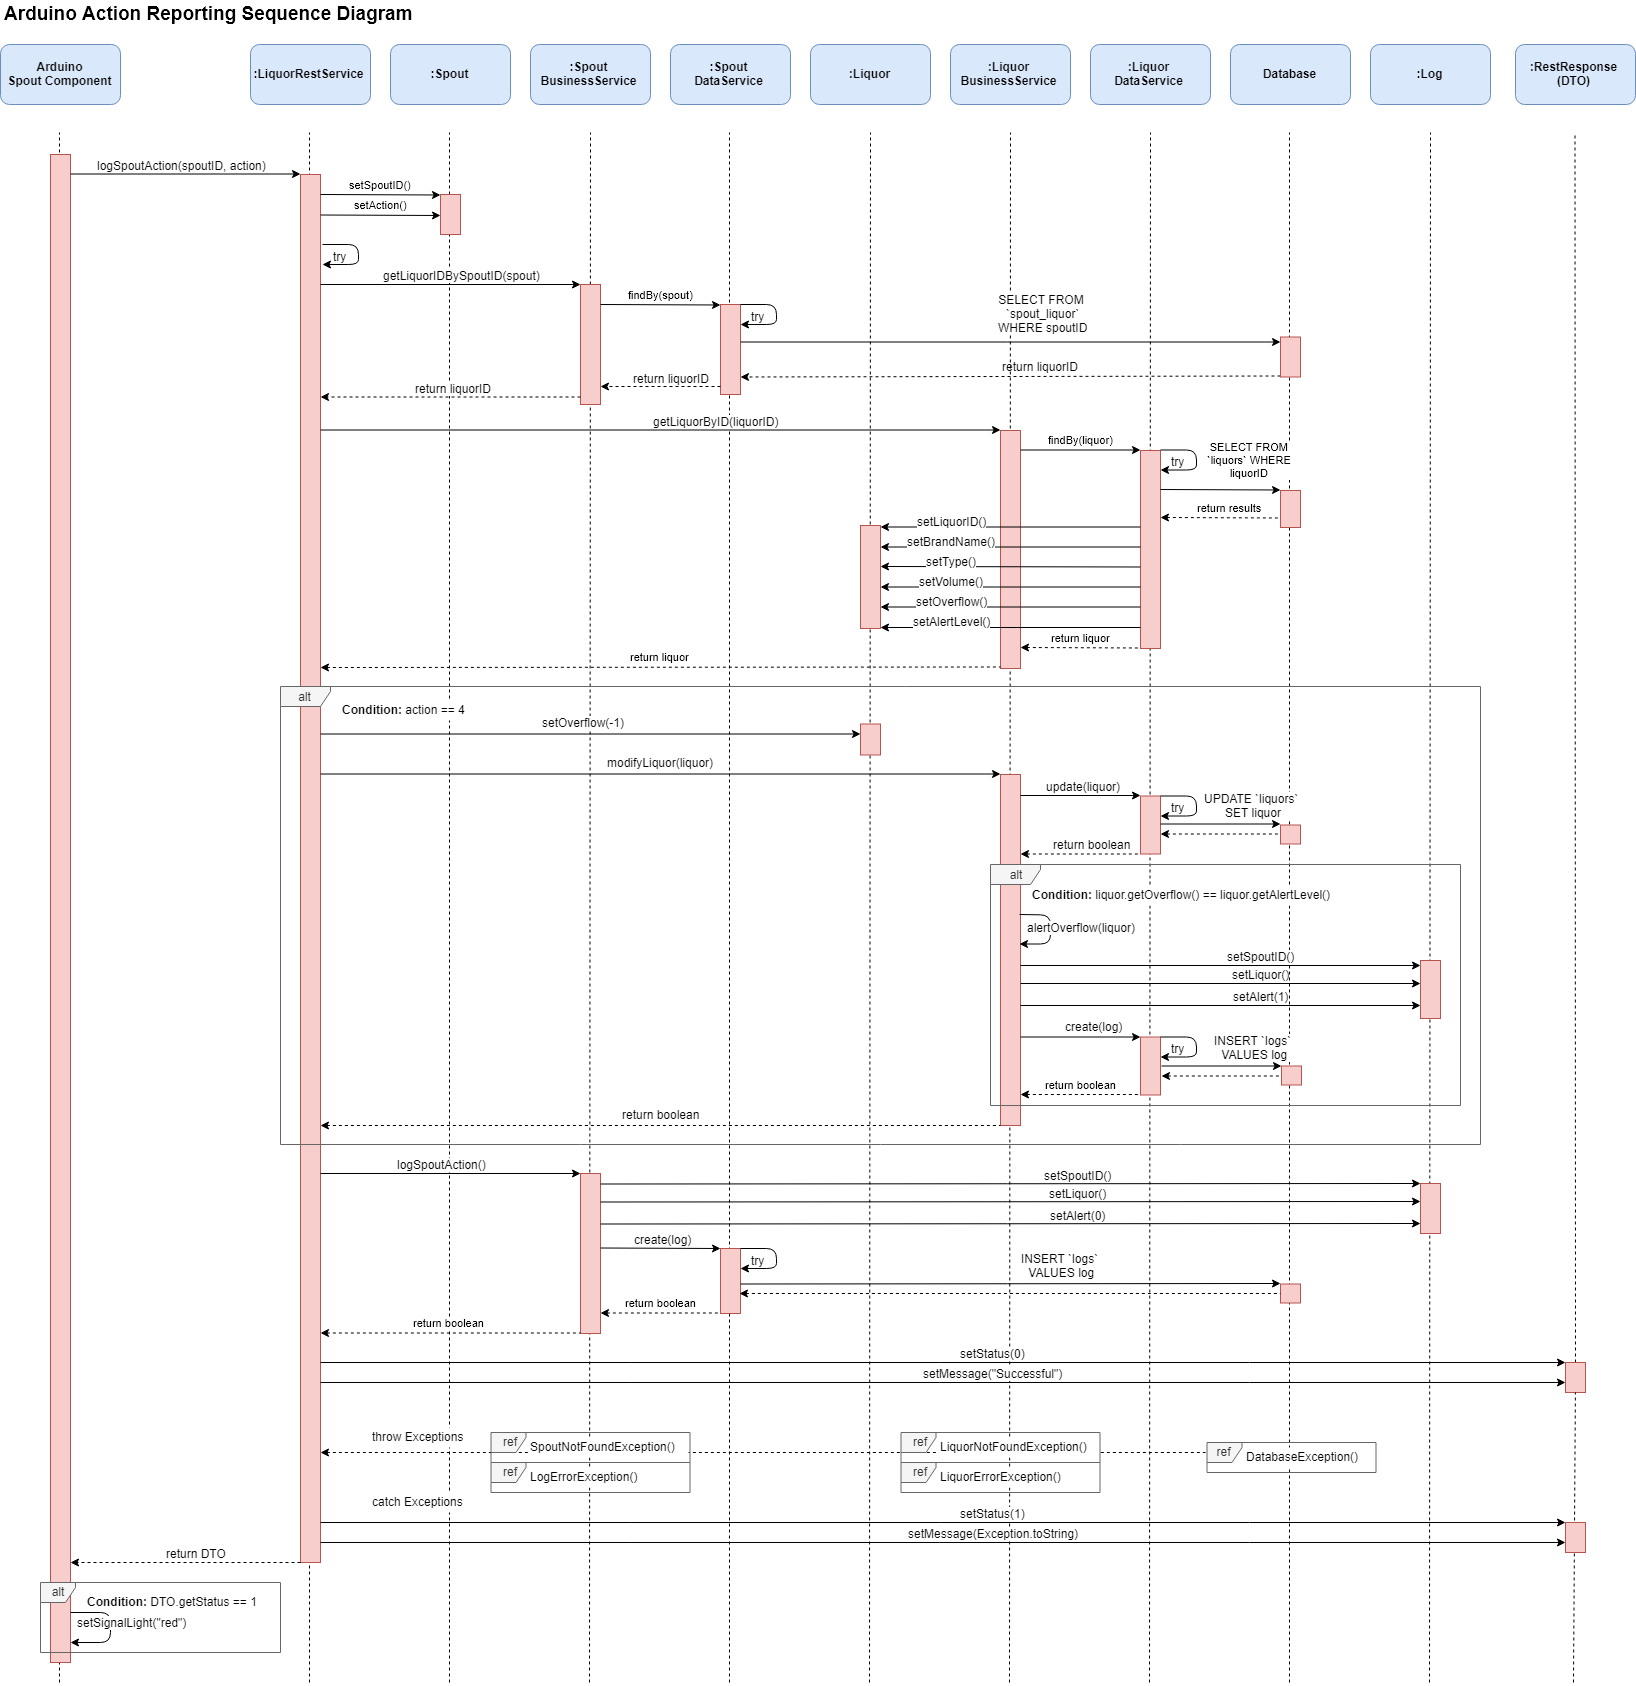 Arduino Action Reporting Sequence Diagram
Arduino
Spout Component
:LiquorRestService
:Spout
:Spout
BusinessService
:Spout
DataService
:Liquor
:Liquor
BusinessService
:Liquor
DataService
Database
:Log
:RestResponse
(DTO)
logSpoutAction(spoutID, action)
setSpoutID()
setAction()
try
getLiquorIDBySpoutID(spout)
findBy(spout)
try
SELECT FROM
`spout_liquor`
WHERE spoutID
return liquorID
return liquorID
return liquorID
getLiquorByID(liquorID)
findBy(liquor)
try
SELECT FROM
`liquors` WHERE
liquorID
return results
setLiquorID()
setBrandName()
setType()
setVolume()
setOverflow()
setAlertLevel()
return liquor
return liquor
alt
Condition: action == 4
setOverflow(-1)
modifyLiquor(liquor)
update(liquor)
try
UPDATE `liquors`
SET liquor
return boolean
alt
Condition: liquor.getOverflow() == liquor.getAlertLevel()
alertOverflow(liquor)
setSpoutID()
setLiquor()
setAlert(1)
create(log)
try
INSERT `logs`
VALUES log
return boolean
return boolean
logSpoutAction()
setSpoutID()
setLiquor()
setAlert(0)
create(log)
try
INSERT `logs`
VALUES log
return boolean
return boolean
setStatus(0)
setMessage("Successful")
throw Exceptions
ref
SpoutNotFoundException()
ref
LogErrorException()
ref
LiquorNotFoundException()
ref
LiquorErrorException()
ref
DatabaseException()
catch Exceptions
setStatus(1)
setMessage(Exception.toString)
return DTO
alt
Condition: DTO.getStatus == 1
setSignalLight("red")